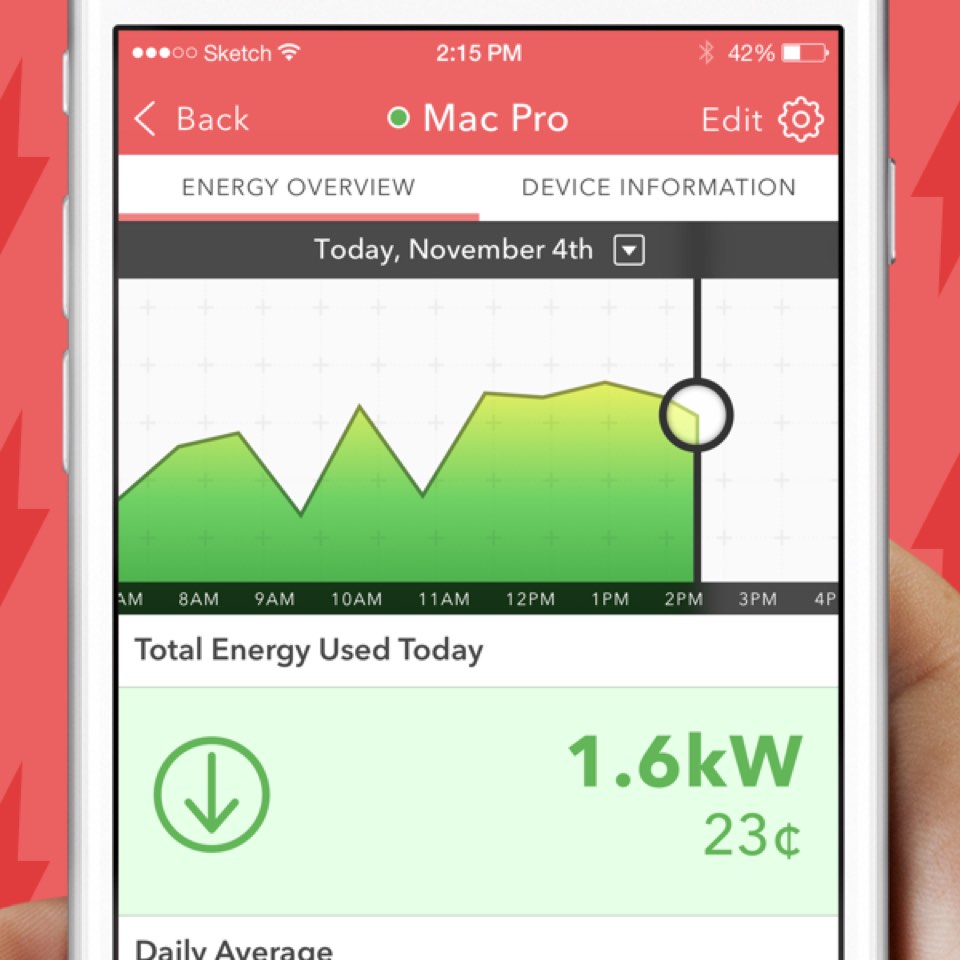 Sketch 2:15 PM 42%
Back Mac Pro Edit
ENERGY OVERVIEW DEVICE INFORMATION
Today, November 4th
AM 8AM 9AM 10AM 11AM 12PM 1PM 2PM 3PM 4P
Total Energy Used Today
1.6kW
23¢
Daily Average